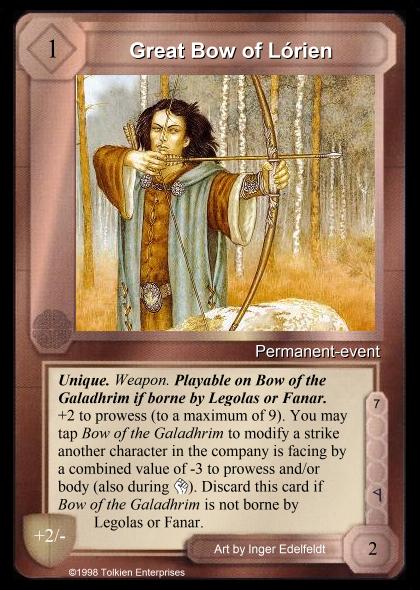 1
Great Bow of Lórien
Permanent-event
Unique. Weapon. Playable on Bow of the
Galadhrim if borne by Legolas or Fanar.
+2 to prowess (to a maximum of 9). You may
tap Bow of the Galadhrim to modify a strike
another character in the company is facing by
a combined value of -3 to prowess and/or
body (also during ). Discard this card if
Bow of the Galadhrim is not borne by
Legolas or Fanar.
7
+2/-
Art by Inger Edelfeldt
2
©1998 Tolkien Enterprises